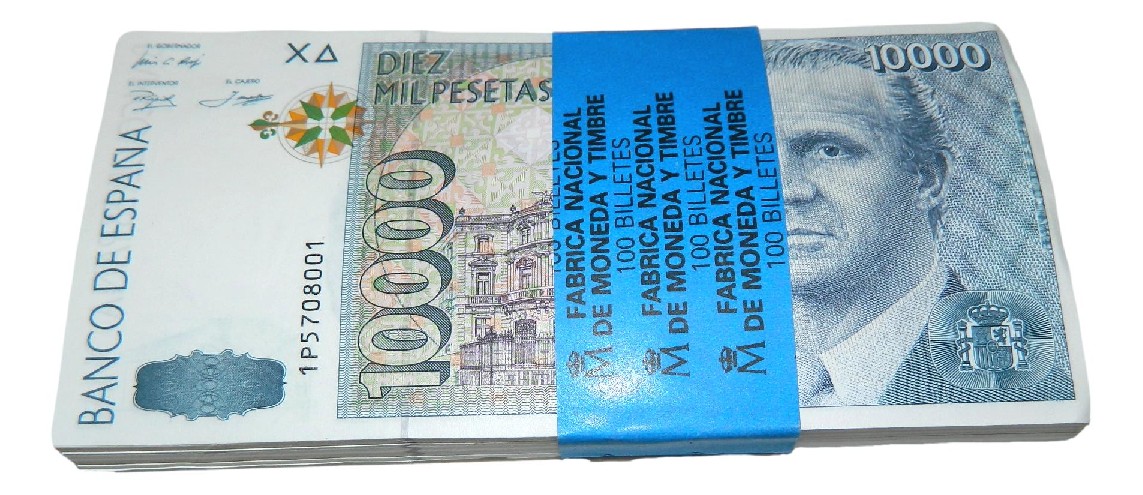 EL GOBERNADOR
EL INTERVENTOR
EL CAJERO
BANCO DE ESPAÑA
1P5708001
DIEZ
MIL PESETAS
10000
100 BILLETES
FABRICA NACIONAL
M DE MONEDA Y TIMBRE
100 BILLETES
FABRICA NACIONAL
M DE MONEDA Y TIMBRE
100 BILLETES
FABRICA NACIONAL
M DE MONEDA Y TIMBRE
100 BILLETES
10000